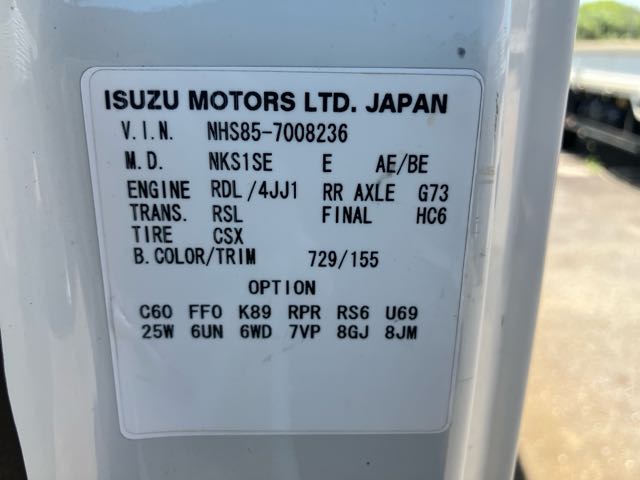 ISUZU MOTORS LTD. JAPAN
V.I.N. NHS85-7008236
M.D. NKS1SE E AE/BE
ENGINE RDL/4JJ1 RR AXLE G73
TRANS. RSL FINAL HC6
TIRE CSX
B.COLOR/TRIM 729/155
OPTION
C60 FF0 K89 RPR RS6 U69
25W 6UN 6WD 7VP 8GJ 8JM